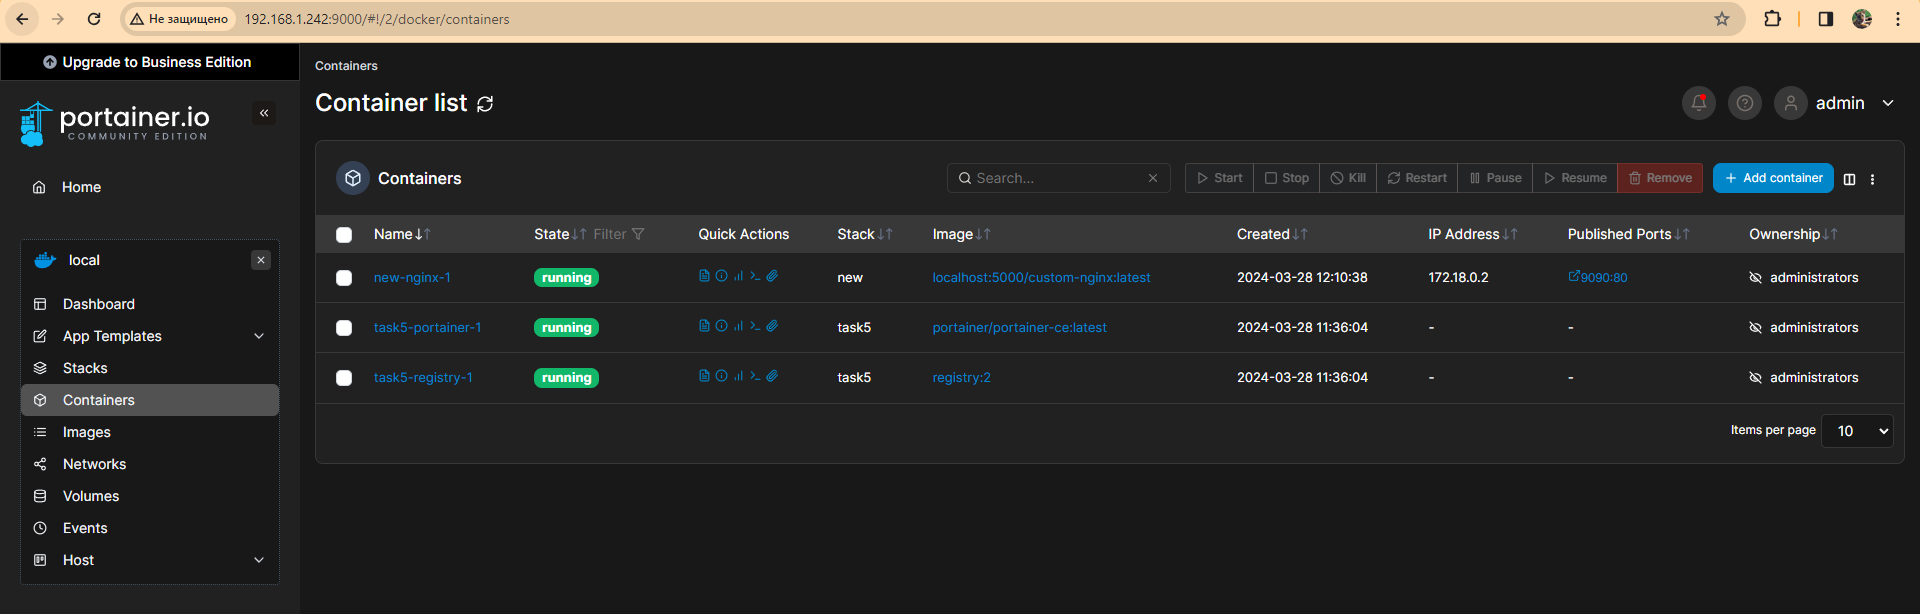 Не защищено
192.168.1.242:9000/#!/2/docker/containers
Upgrade to Business Edition
portainer.io
COMMUNITY EDITION
Home
local
Dashboard
App Templates
Stacks
Containers
Images
Networks
Volumes
Events
Host
Containers
Container list
admin
Containers
Search...
Start Stop Kill Restart Pause Resume Remove
Add container
Name State Filter Quick Actions Stack Image Created IP Address Published Ports Ownership
new-nginx-1 running new localhost:5000/custom-nginx:latest 2024-03-28 12:10:38 172.18.0.2 9090:80 administrators
task5-portainer-1 running task5 portainer/portainer-ce:latest 2024-03-28 11:36:04 - - administrators
task5-registry-1 running task5 registry:2 2024-03-28 11:36:04 - - administrators
Items per page 10